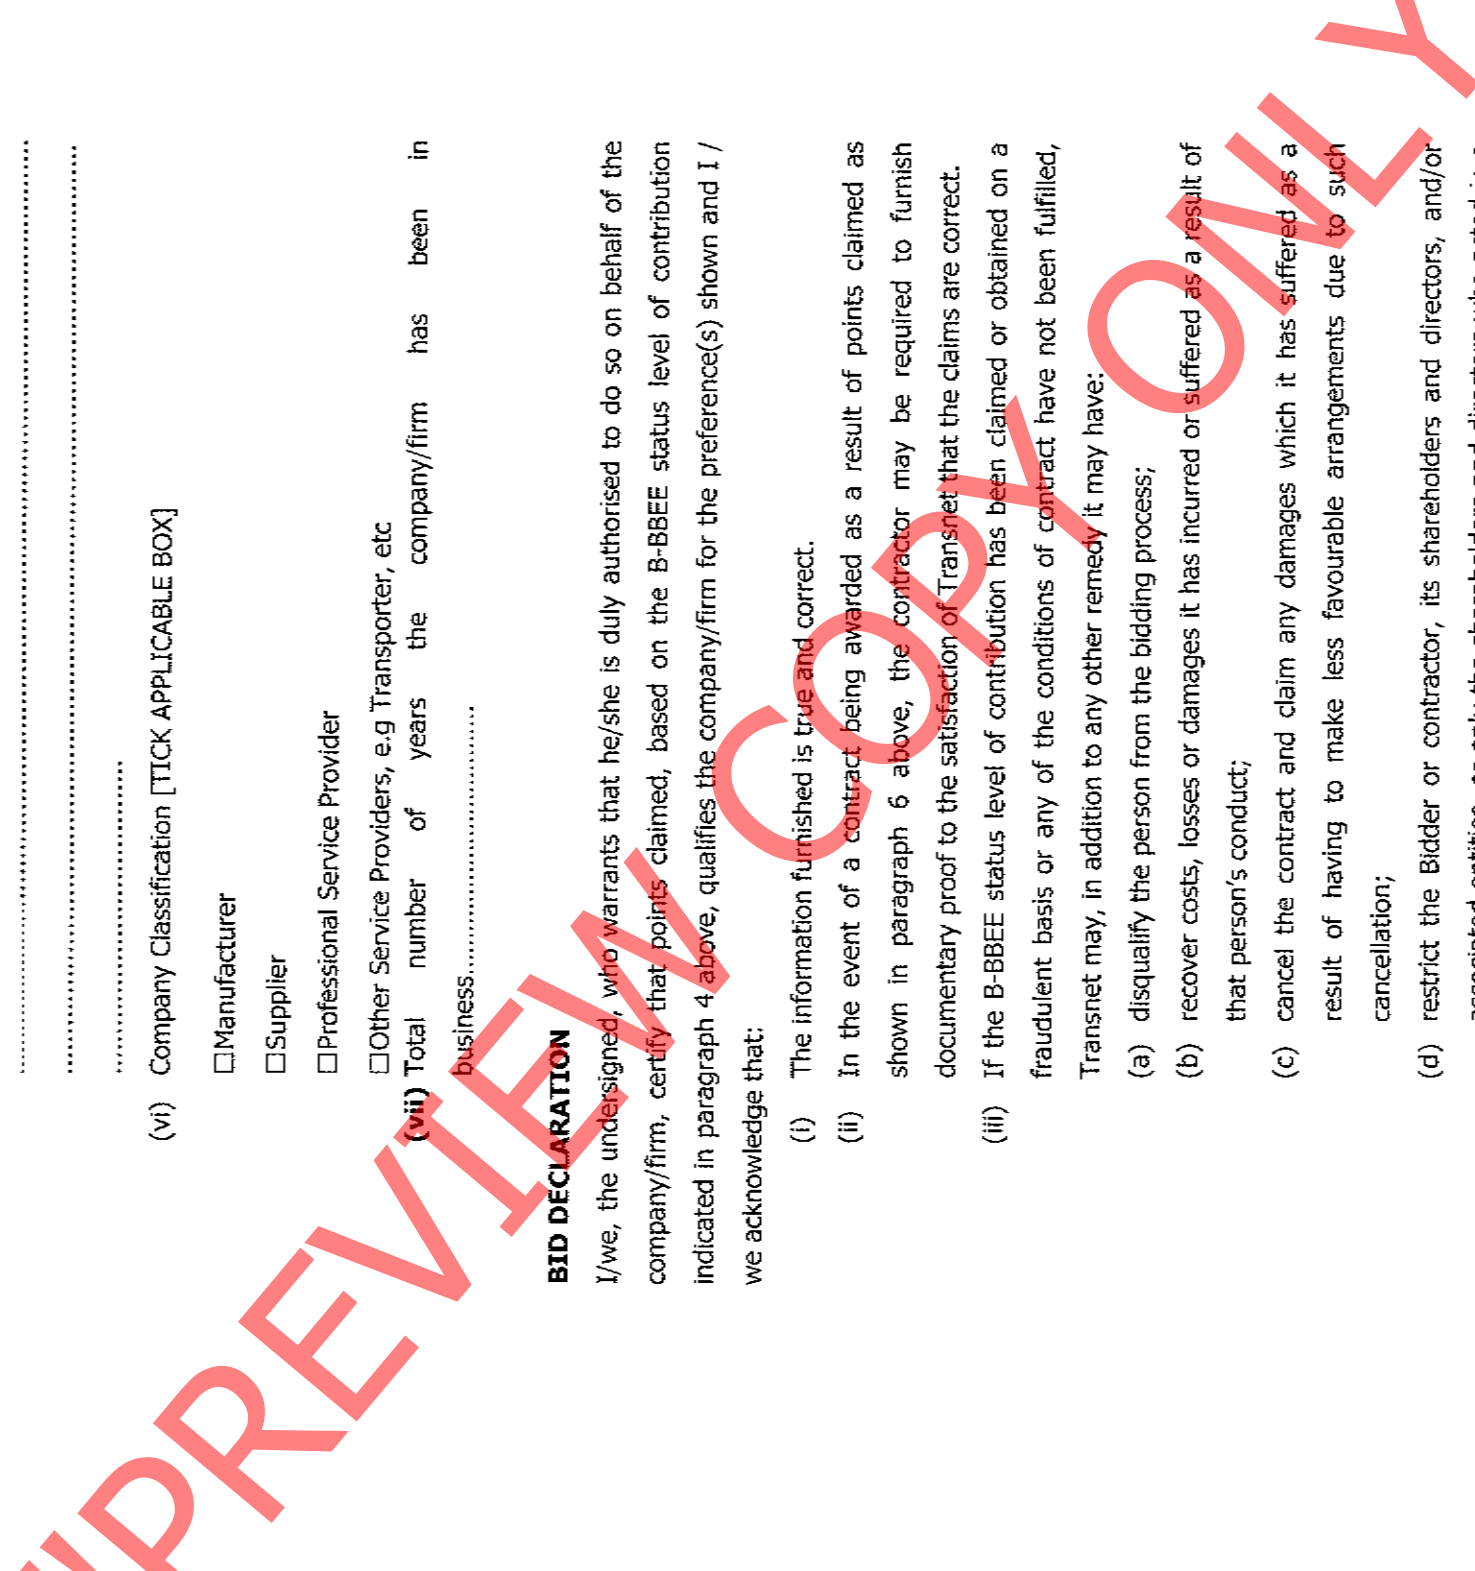 ................................................................................
................................................................................
..........................
(vi) Company Classification [TICK APPLICABLE BOX]
□Manufacturer
□Supplier
□Professional Service Provider
□Other Service Providers, e.g Transporter, etc
(vii) Total number of years the company/firm has been in
business................................
BID DECLARATION
I/we, the undersigned, who warrants that he/she is duly authorised to do so on behalf of the
company/firm, certify that points claimed, based on the B-BBEE status level of contribution
indicated in paragraph 4 above, qualifies the company/firm for the preference(s) shown and I /
we acknowledge that:
(i) The information furnished is true and correct.
(ii) In the event of a contract being awarded as a result of points claimed as
shown in paragraph 6 above, the contractor may be required to furnish
documentary proof to the satisfaction of Transnet that the claims are correct.
(iii) If the B-BBEE status level of contribution has been claimed or obtained on a
fraudulent basis or any of the conditions of contract have not been fulfilled,
Transnet may, in addition to any other remedy it may have:
(a) disqualify the person from the bidding process;
(b) recover costs, losses or damages it has incurred or suffered as a result of
that person's conduct;
(c) cancel the contract and claim any damages which it has suffered as a
result of having to make less favourable arrangements due to such
cancellation;
(d) restrict the Bidder or contractor, its shareholders and directors, and/or
PREVIEW COPY ONLY